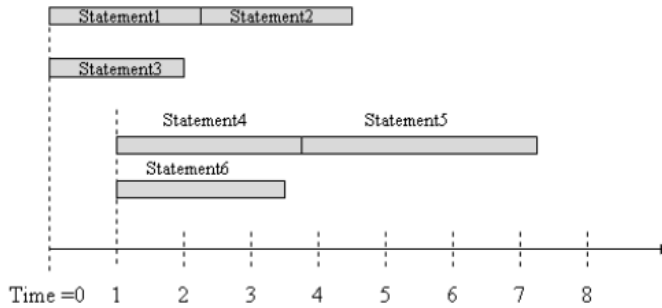 Statement1 Statement2
Statement3
Statement4 Statement5
Statement6
Time =0 1 2 3 4 5 6 7 8